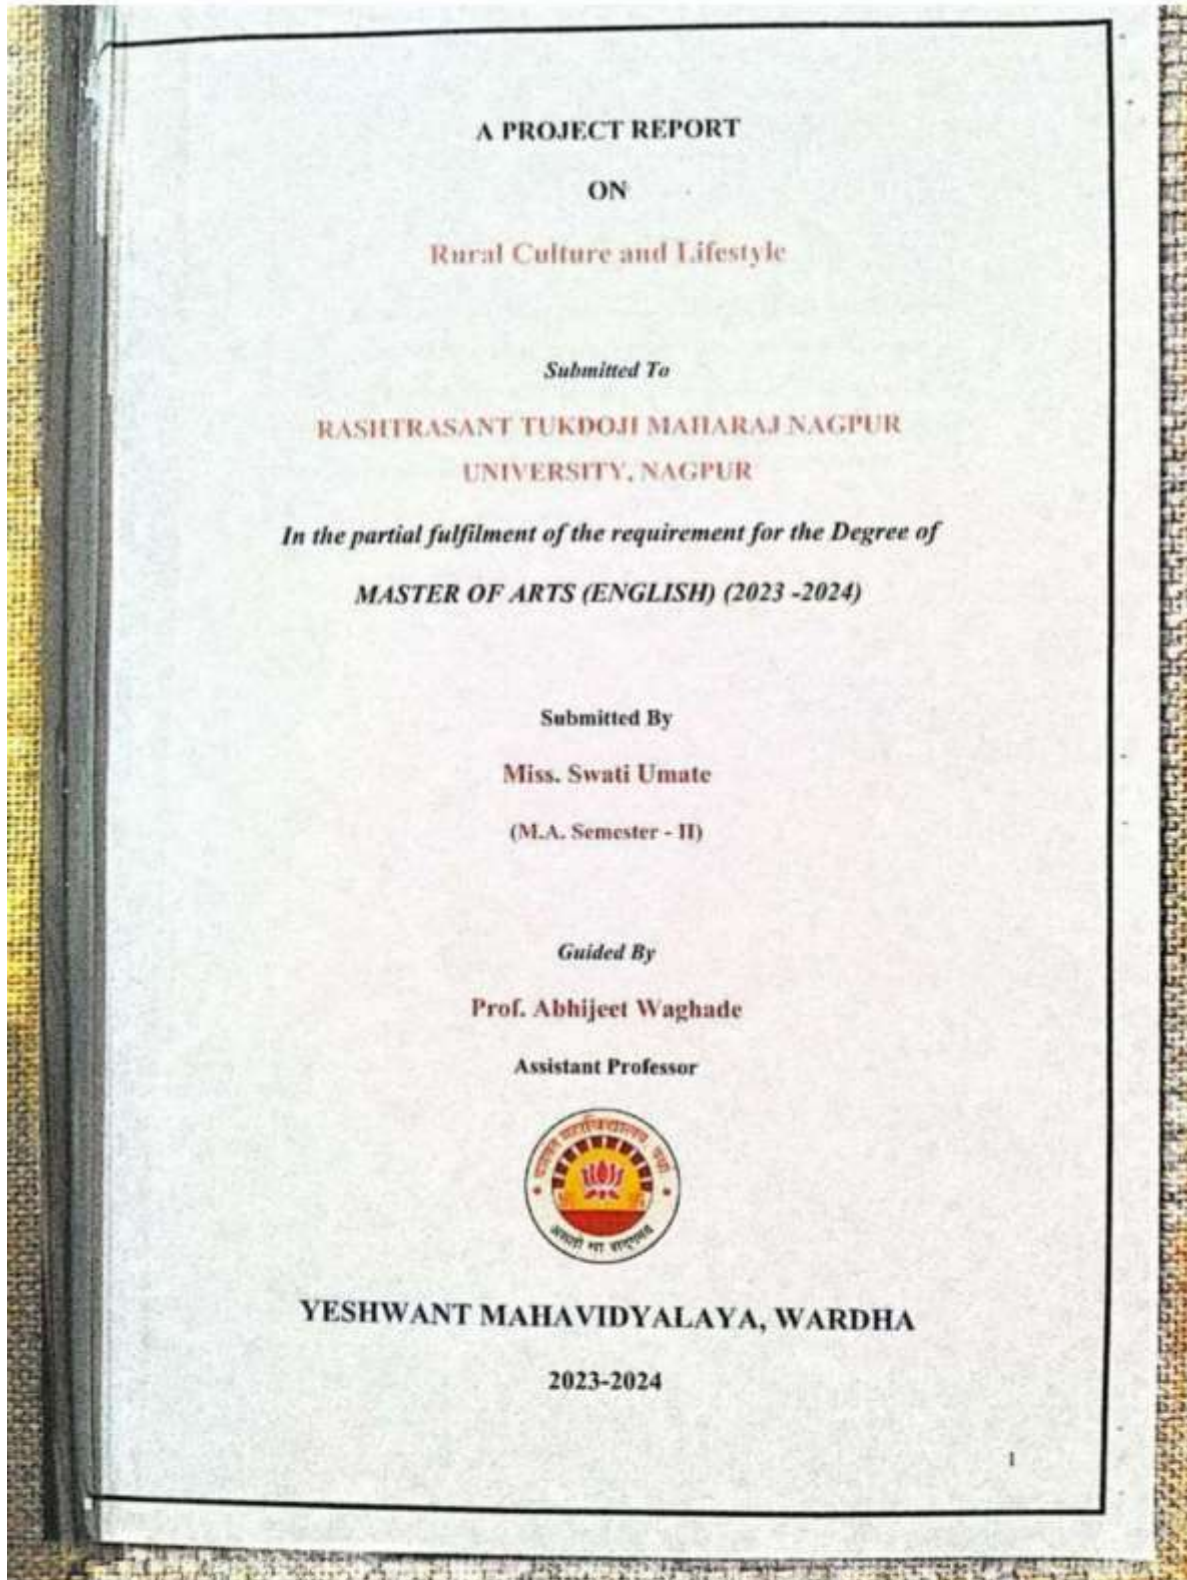 A PROJECT REPORT
ON
Rural Culture and Lifestyle
Submitted To
RASHTRASANT TUKDOJI MAHARAJ NAGPUR
UNIVERSITY, NAGPUR
In the partial fulfilment of the requirement for the Degree of
MASTER OF ARTS (ENGLISH) (2023 -2024)
Submitted By
Miss. Swati Umate
(M.A. Semester - II)
Guided By
Prof. Abhijeet Waghade
Assistant Professor
महाविद्यालय
YESHWANT MAHAVIDYALAYA, WARDHA
2023-2024
1